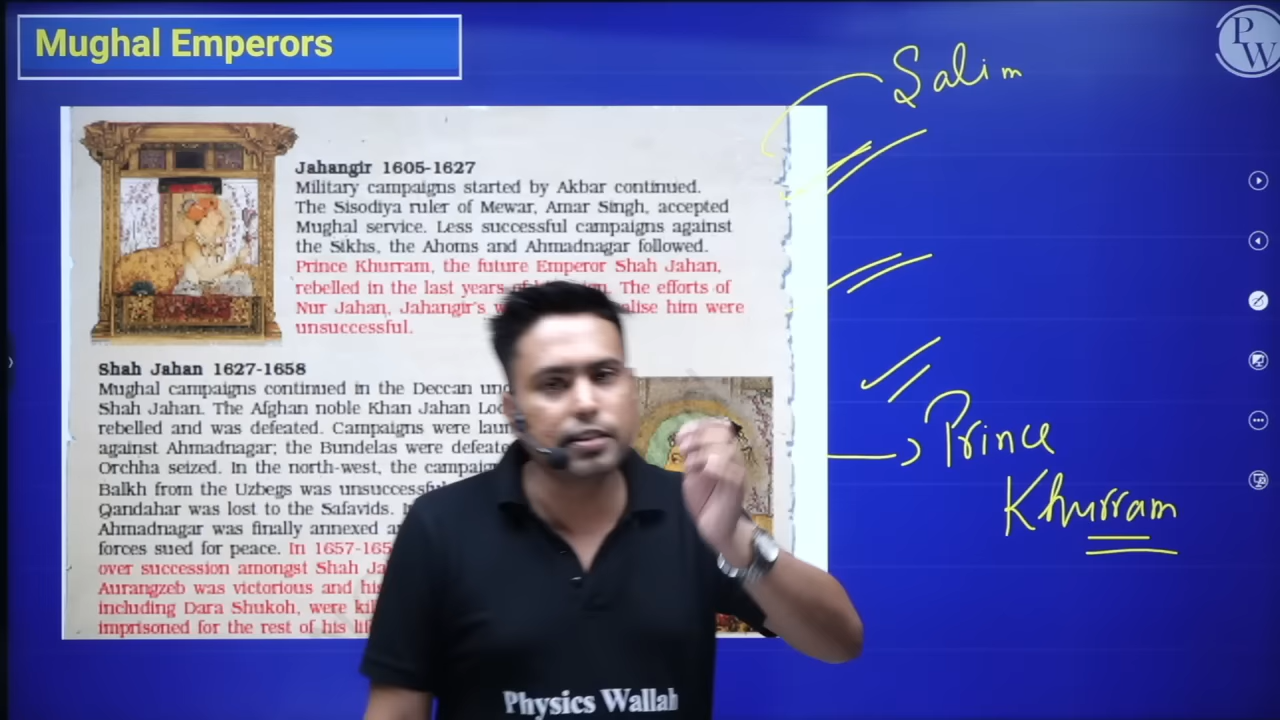 Mughal Emperors
PW
Salim
Jahangir 1605-1627
Military campaigns started by Akbar continued.
The Sisodiya ruler of Mewar, Amar Singh, accepted
Mughal service. Less successful campaigns against
the Sikhs, the Ahoms and Ahmadnagar followed.
Prince Khurram, the future Emperor Shah Jahan,
rebelled in the last years of The efforts of
Nur Jahan, Jahangir's him were
unsuccessful.
Shah Jahan 1627-1658
Mughal campaigns continued in the Deccan
Shah Jahan. The Afghan noble Khan Jahan
rebelled and was defeated. Campaigns were
against Ahmadnagar; the Bundelas were
Orchha seized. In the north-west, the
Balkh from the Uzbegs was
Qandahar was lost to the Safavids.
Ahmadnagar was finally annexed
forces sued for peace. In
over succession amongst Shah
Aurangzeb was victorious and
including Dara Shukoh, were
imprisoned for the rest of his
Prince
Khurram
Physics Wallah